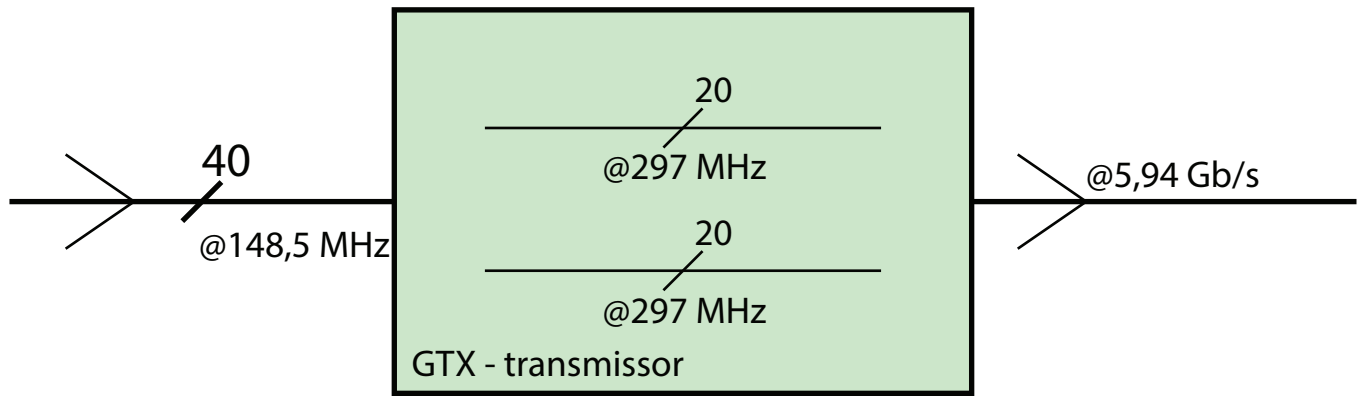 40
@148,5 MHz
20
@297 MHz
20
@297 MHz
GTX - transmissor
@5,94 Gb/s